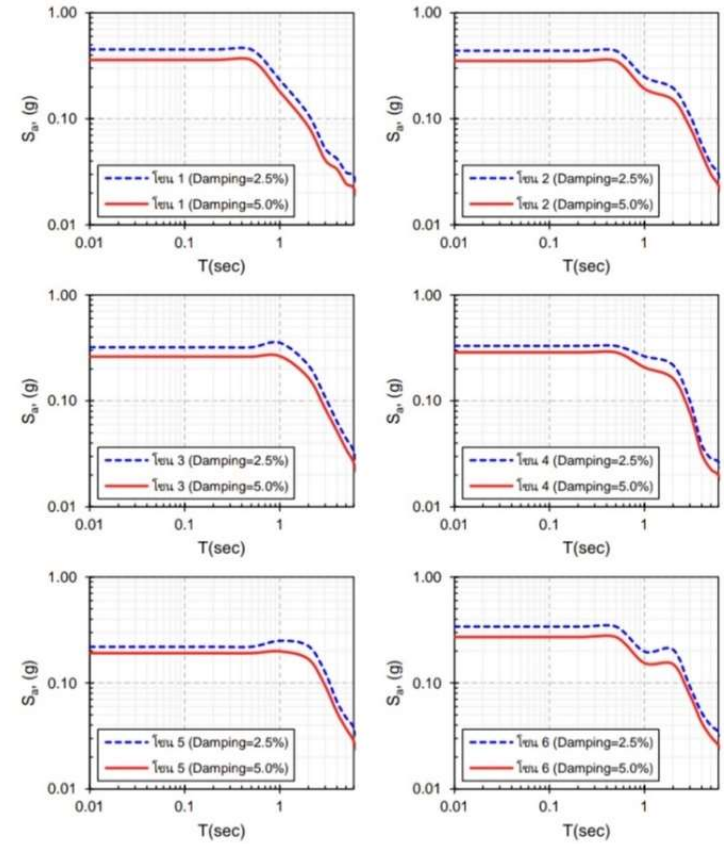 1.00
0.10
0.01
Sa, (g)
0.01 0.1 1
T(sec)
โซน 1 (Damping=2.5%)
โซน 1 (Damping=5.0%)
1.00
0.10
0.01
Sa, (g)
0.01 0.1 1
T(sec)
โซน 2 (Damping=2.5%)
โซน 2 (Damping=5.0%)
1.00
0.10
0.01
Sa, (g)
0.01 0.1 1
T(sec)
โซน 3 (Damping=2.5%)
โซน 3 (Damping=5.0%)
1.00
0.10
0.01
Sa, (g)
0.01 0.1 1
T(sec)
โซน 4 (Damping=2.5%)
โซน 4 (Damping=5.0%)
1.00
0.10
0.01
Sa, (g)
0.01 0.1 1
T(sec)
โซน 5 (Damping=2.5%)
โซน 5 (Damping=5.0%)
1.00
0.10
0.01
Sa, (g)
0.01 0.1 1
T(sec)
โซน 6 (Damping=2.5%)
โซน 6 (Damping=5.0%)